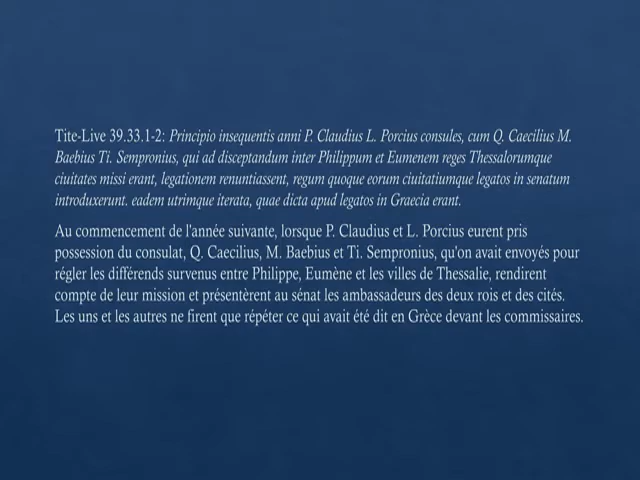 Tite-Live 39.33.1-2: Principio insequentis anni P. Claudius L. Porcius consules, cum Q. Caecilius M.
Baebius Ti. Sempronius, qui ad disceptandum inter Philippum et Eumenem reges Thessalorumque
ciuitates missi erant, legationem renuntiassent, regum quoque eorum ciuitatiumque legatos in senatum
introduxerunt. eadem utrimque iterata, quae dicta apud legatos in Graecia erant.
Au commencement de l'année suivante, lorsque P. Claudius et L. Porcius eurent pris
possession du consulat, Q. Caecilius, M. Baebius et Ti. Sempronius, qu'on avait envoyés pour
régler les différends survenus entre Philippe, Eumène et les villes de Thessalie, rendirent
compte de leur mission et présentèrent au sénat les ambassadeurs des deux rois et des cités.
Les uns et les autres ne firent que répéter ce qui avait été dit en Grèce devant les commissaires.